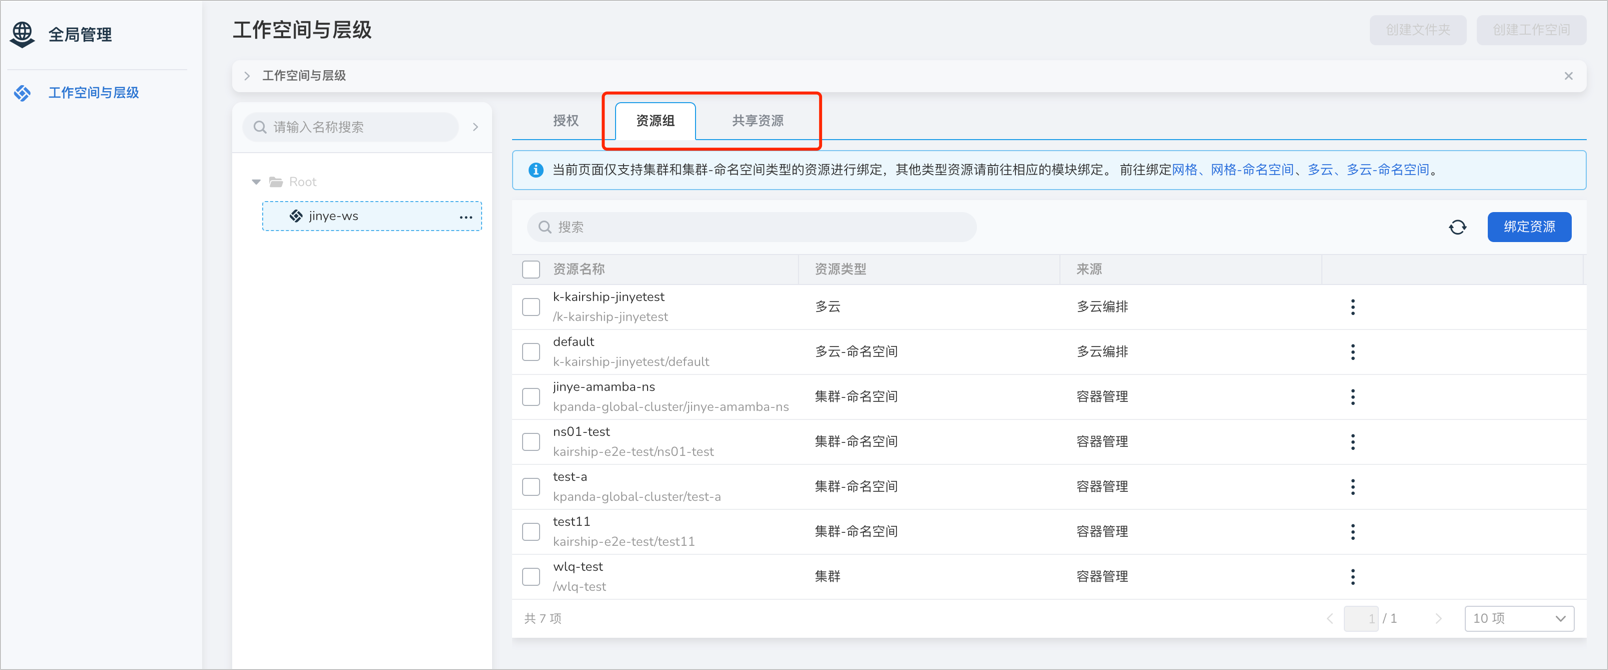 全局管理
工作空间与层级
工作空间与层级
创建文件夹
创建工作空间
工作空间与层级
请输入名称搜索
Root
jinye-ws
授权
资源组
共享资源
当前页面仅支持集群和集群-命名空间类型的资源进行绑定，其他类型资源请前往相应的模块绑定。 前往绑定网格、网格-命名空间、多云、多云-命名空间。
搜索
绑定资源
资源名称 资源类型 来源
k-kairship-jinyetest 多云 多云编排
/k-kairship-jinyetest
default 多云-命名空间 多云编排
k-kairship-jinyetest/default
jinye-amamba-ns 集群-命名空间 容器管理
kpanda-global-cluster/jinye-amamba-ns
ns01-test 集群-命名空间 容器管理
kairship-e2e-test/ns01-test
test-a 集群-命名空间 容器管理
kpanda-global-cluster/test-a
test11 集群-命名空间 容器管理
kairship-e2e-test/test11
wlq-test 集群 容器管理
/wlq-test
共 7 项
1 / 1
10 项